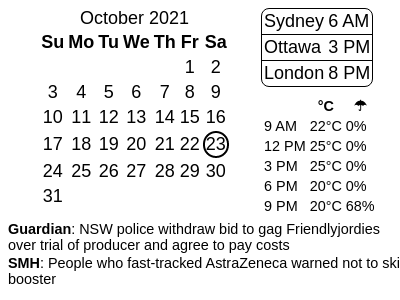 October 2021
Su Mo Tu We Th Fr Sa
1 2
3 4 5 6 7 8 9
10 11 12 13 14 15 16
17 18 19 20 21 22 23
24 25 26 27 28 29 30
31
Sydney 6 AM
Ottawa 3 PM
London 8 PM
°C ☂
9 AM 22°C 0%
12 PM 25°C 0%
3 PM 25°C 0%
6 PM 20°C 0%
9 PM 20°C 68%
Guardian: NSW police withdraw bid to gag Friendlyjordies
over trial of producer and agree to pay costs
SMH: People who fast-tracked AstraZeneca warned not to ski
booster